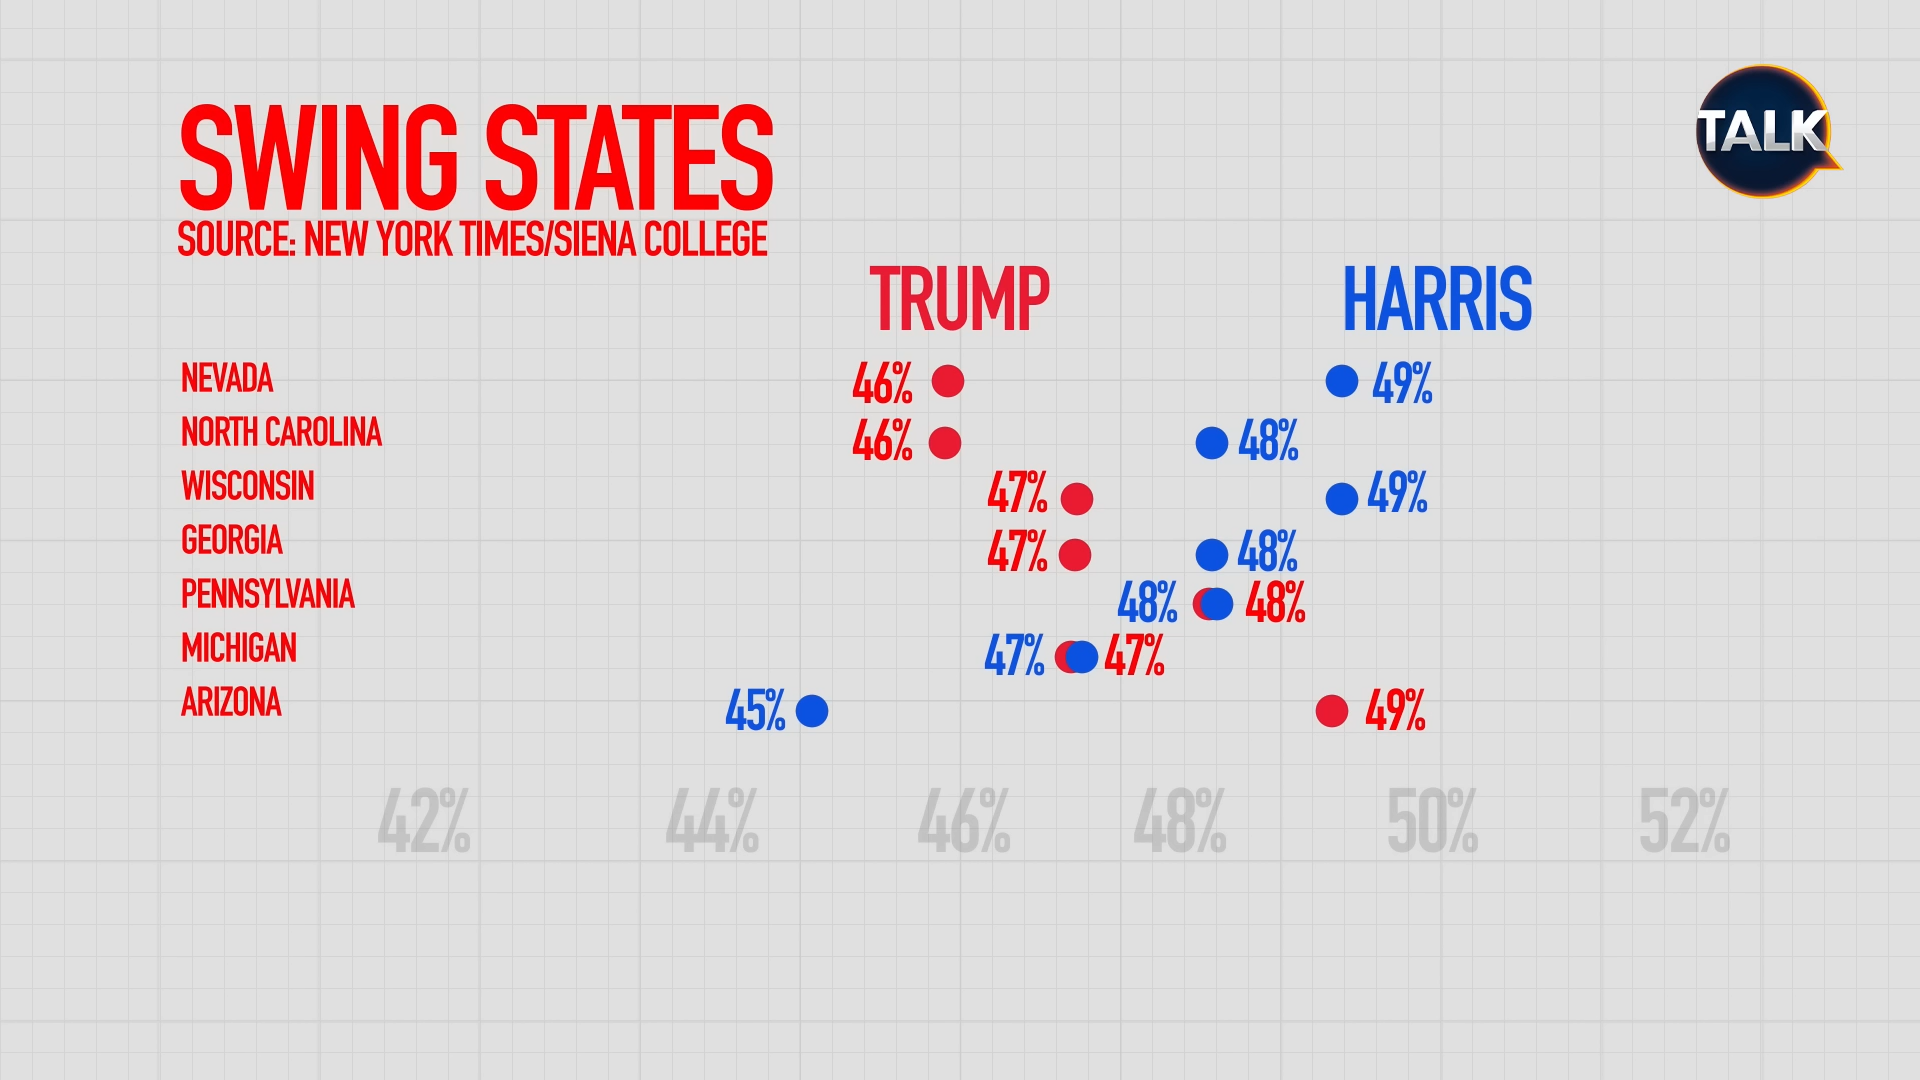 SWING STATES
SOURCE: NEW YORK TIMES/SIENA COLLEGE
TALK
TRUMP HARRIS
NEVADA 46% 49%
NORTH CAROLINA 46% 48%
WISCONSIN 47% 49%
GEORGIA 47% 48%
PENNSYLVANIA 48% 48%
MICHIGAN 47% 47%
ARIZONA 45% 49%
42% 44% 46% 48% 50% 52%